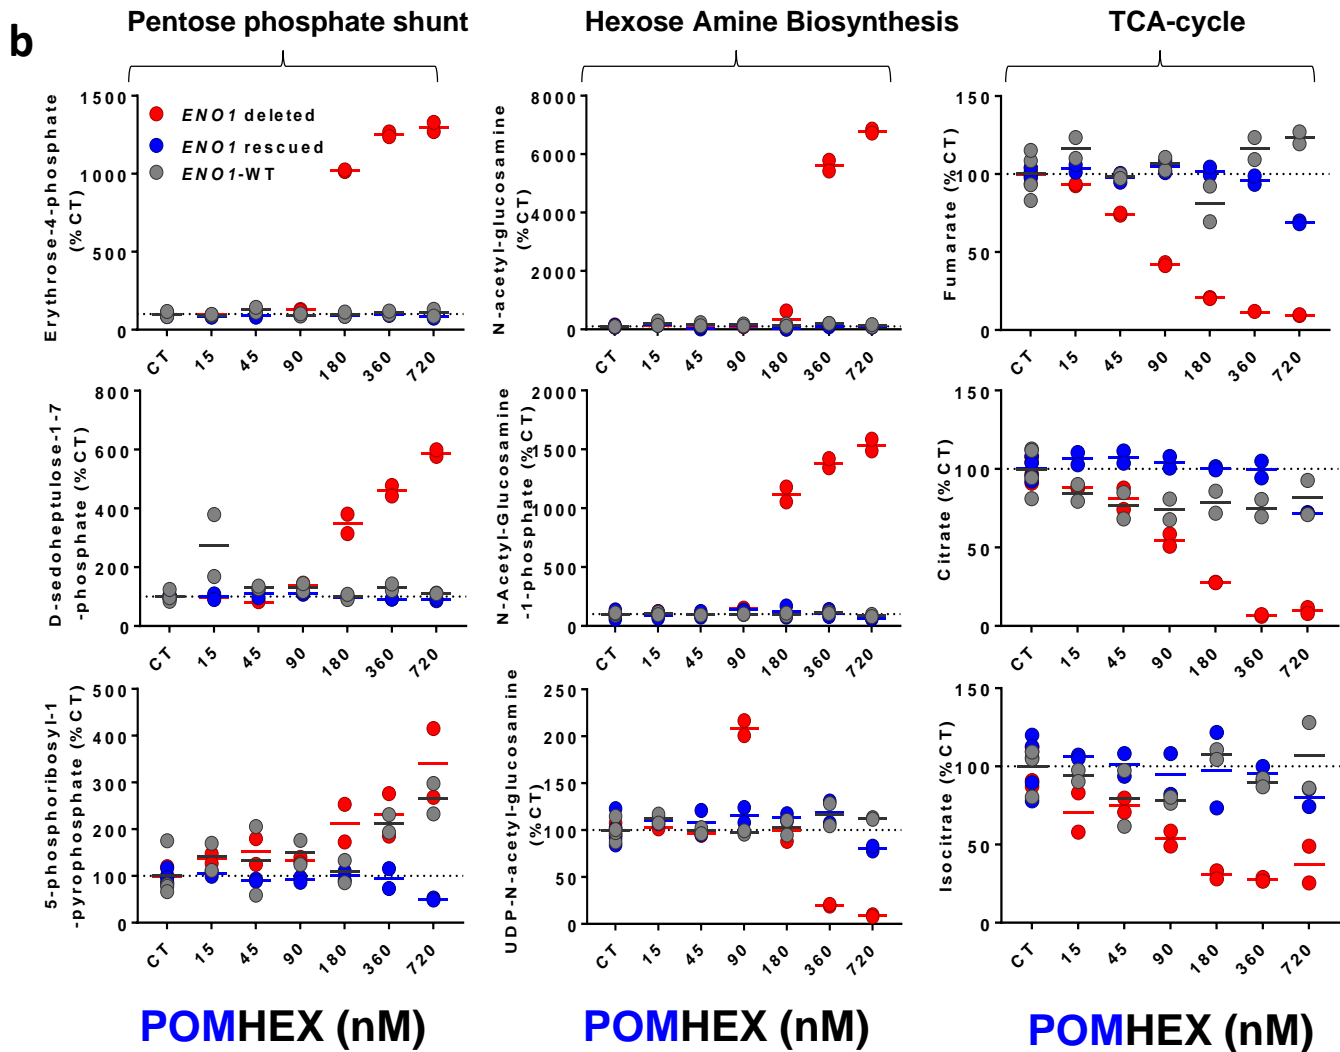 b
Pentose phosphate shunt
Hexose Amine Biosynthesis
TCA-cycle
Erythrose-4-phosphate
(%CT)
1500
1000
500
0
ENO1 deleted
ENO1 rescued
ENO1-WT
CT 15 45 90 180 360 720
N-acetyl-glucosamine
(%CT)
8000
6000
4000
2000
0
CT 15 45 90 180 360 720
Fumarate (%CT)
150
100
50
0
CT 15 45 90 180 360 720
D-sedoheptulose-1-7
-phosphate (%CT)
800
600
400
200
0
CT 15 45 90 180 360 720
N-Acetyl-Glucosamine
-1-phosphate (%CT)
2000
1500
1000
500
0
CT 15 45 90 180 360 720
Citrate (%CT)
150
100
50
0
CT 15 45 90 180 360 720
5-phosphoribosyl-1
-pyrophosphate (%CT)
500
400
300
200
100
0
CT 15 45 90 180 360 720
UDP-N-acetyl-glucosamine
(%CT)
250
200
150
100
50
0
CT 15 45 90 180 360 720
Isocitrate (%CT)
150
100
50
0
CT 15 45 90 180 360 720
POMHEX (nM)
POMHEX (nM)
POMHEX (nM)